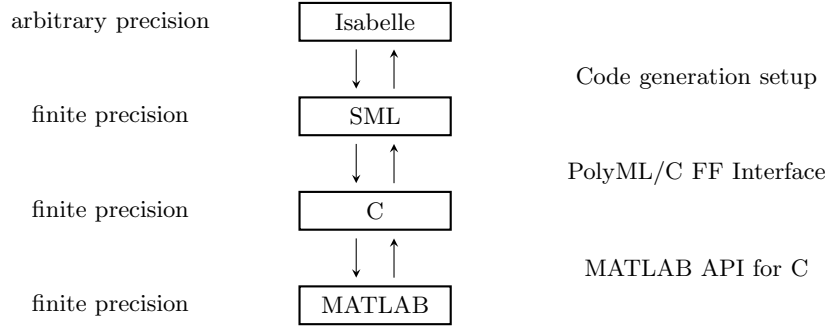 arbitrary precision Isabelle
Code generation setup
finite precision SML
PolyML/C FF Interface
finite precision C
MATLAB API for C
finite precision MATLAB